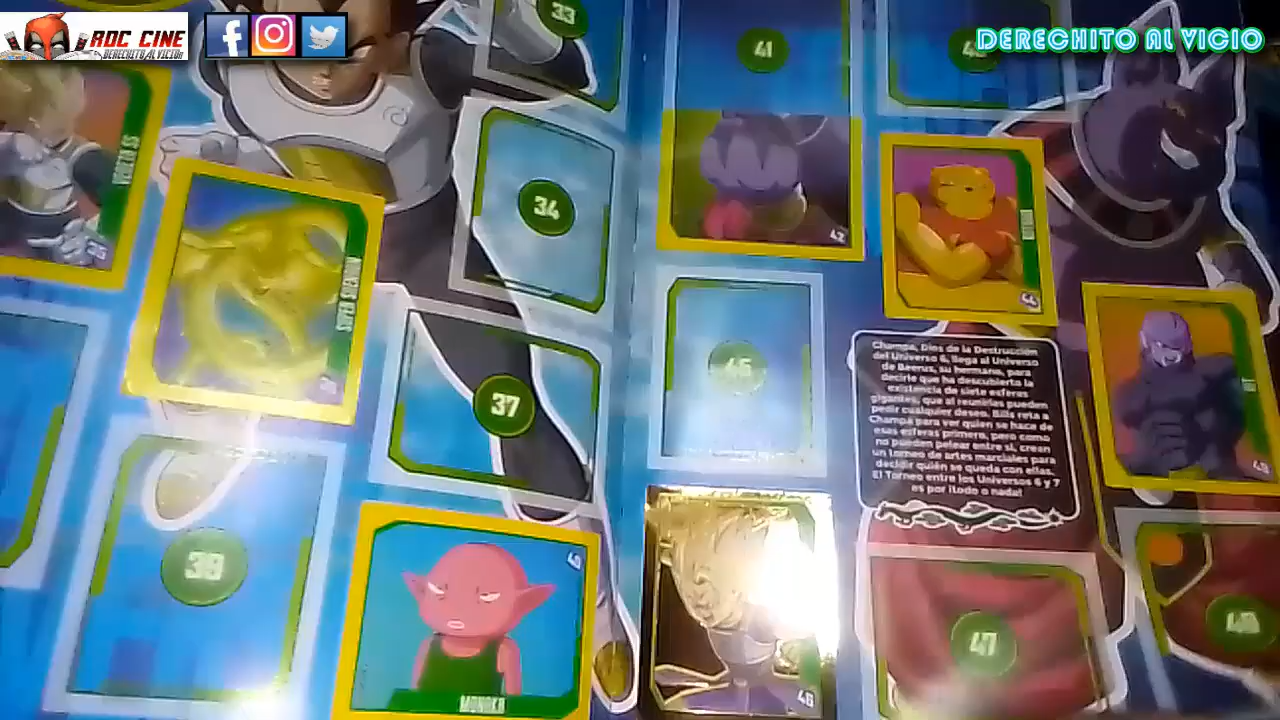 RDC CINE
DERECHITO AL VICIO
DERECHITO AL VICIO
33
41
34
42
44
37
45
Champa, Dios de la Destrucción
del Universo 6, llega al Universo
de Beerus, su hermano, para
decirle que ha descubierto la
existencia de siete esferas
gigantes, que al reunirlas pueden
pedir cualquier deseo. Bills reta a
Champa para ver quien se hace de
esas esferas primero, pero como
no pueden pelear entre sí, crean
un torneo de artes marciales para
decidir quién se queda con ellas.
El Torneo entre los Universos 6 y 7
es por ¡todo o nada!
40
MONAKA
47